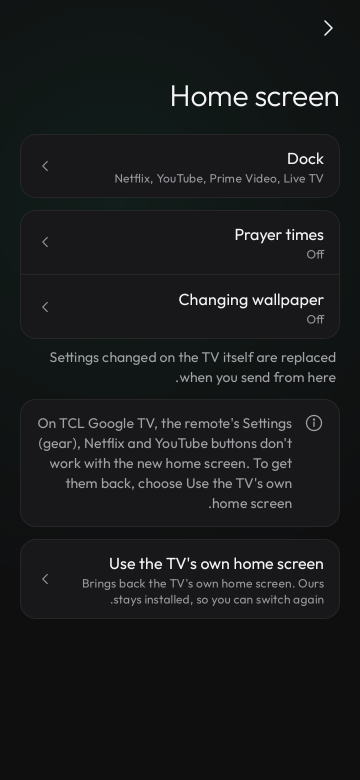 Home screen
Dock
Netflix, YouTube, Prime Video, Live TV
Prayer times
Off
Changing wallpaper
Off
Settings changed on the TV itself are replaced
when you send from here.
On TCL Google TV, the remote's Settings
(gear), Netflix and YouTube buttons don't
work with the new home screen. To get
them back, choose Use the TV's own
home screen.
Use the TV's own home screen
Brings back the TV's own home screen. Ours
stays installed, so you can switch again.